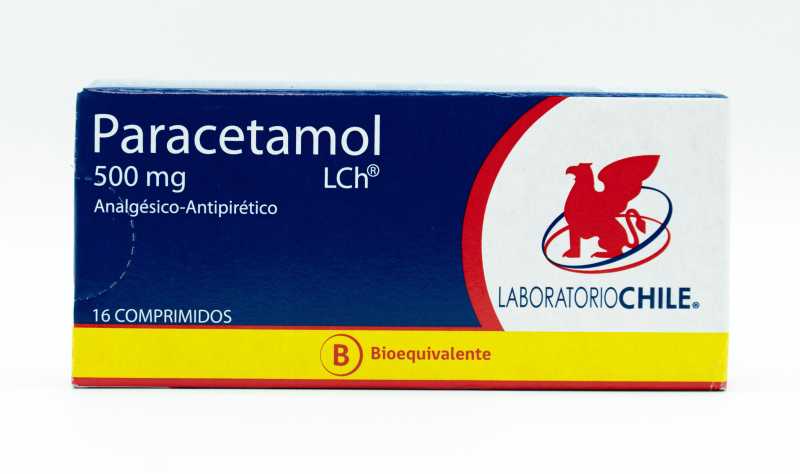 Paracetamol
500 mg LCh®
Analgésico-Antipirético
16 COMPRIMIDOS
LABORATORIOCHILE®
B Bioequivalente